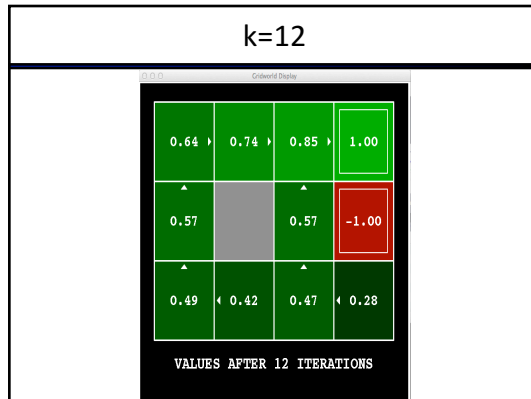 k=12
Gridworld Display
0.64 0.74 0.85 1.00
0.57 0.57 -1.00
0.49 0.42 0.47 0.28
VALUES AFTER 12 ITERATIONS